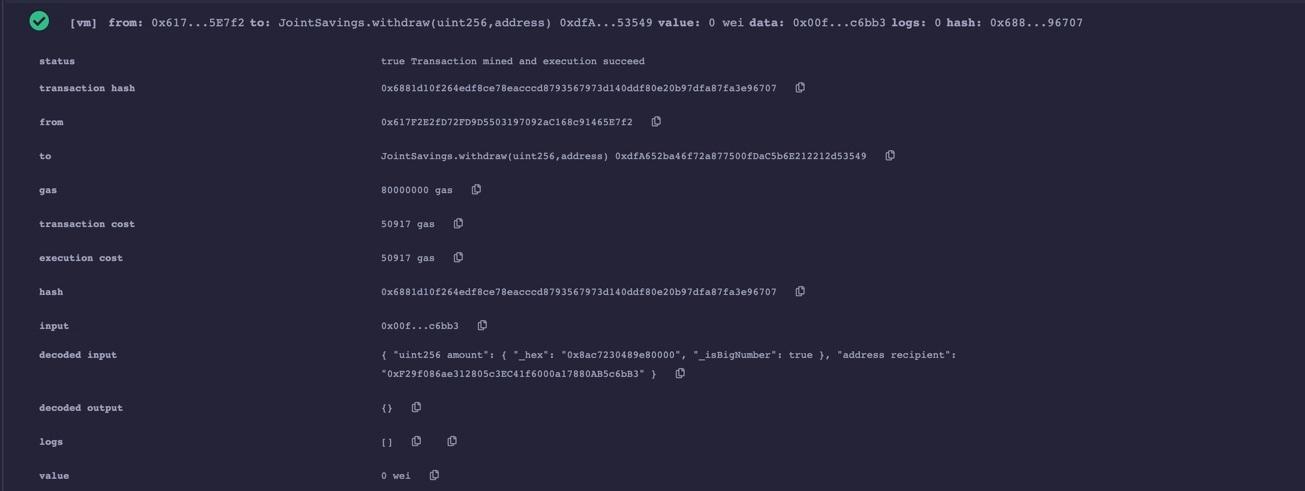 [vm] from: 0x617...5E7f2 to: JointSavings.withdraw(uint256,address) 0xdfA...53549 value: 0 wei data: 0x00f...c6bb3 logs: 0 hash: 0x688...96707
status true Transaction mined and execution succeed
transaction hash 0x6881d10f264edf8ce78eacccd8793567973d140ddf80e20b97dfa87fa3e96707
from 0x617F2E2fD72FD9D5503197092aC168c91465E7f2
to JointSavings.withdraw(uint256,address) 0xdfA652ba46f72a877500fDaC5b6E212212d53549
gas 80000000 gas
transaction cost 50917 gas
execution cost 50917 gas
hash 0x6881d10f264edf8ce78eacccd8793567973d140ddf80e20b97dfa87fa3e96707
input 0x00f...c6bb3
decoded input { "uint256 amount": { "_hex": "0x8ac7230489e80000", "_isBigNumber": true }, "address recipient":
"0xF29f086ae312805c3EC41f6000a17880AB5c6bB3" }
decoded output {}
logs []
value 0 wei